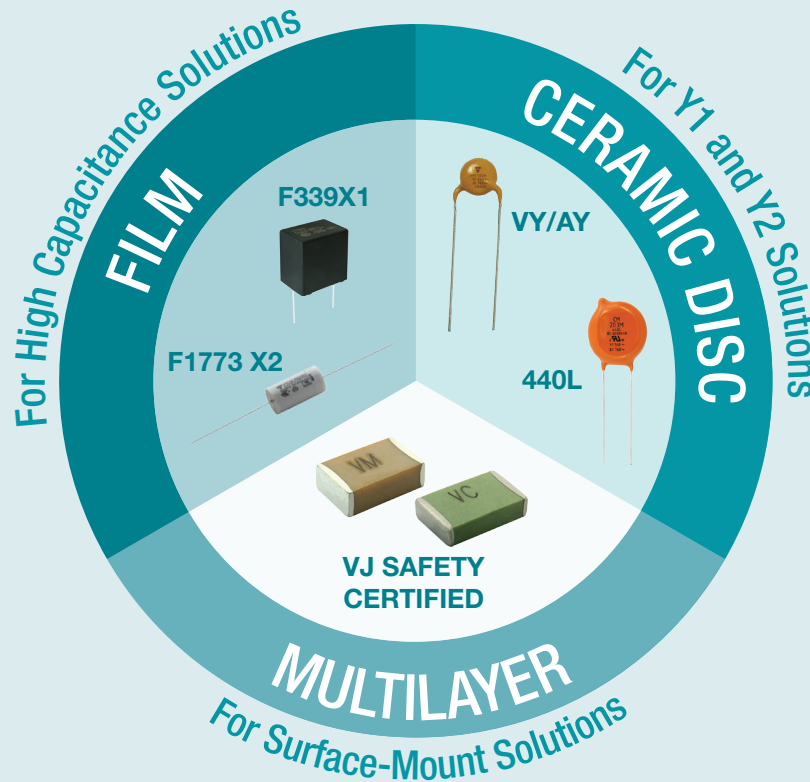 For High Capacitance Solutions
FILM
F339X1
F1773 X2
For Y1 and Y2 Solutions
CERAMIC DISC
VY/AY
440L
VM
VC
VJ SAFETY
CERTIFIED
MULTILAYER
For Surface-Mount Solutions